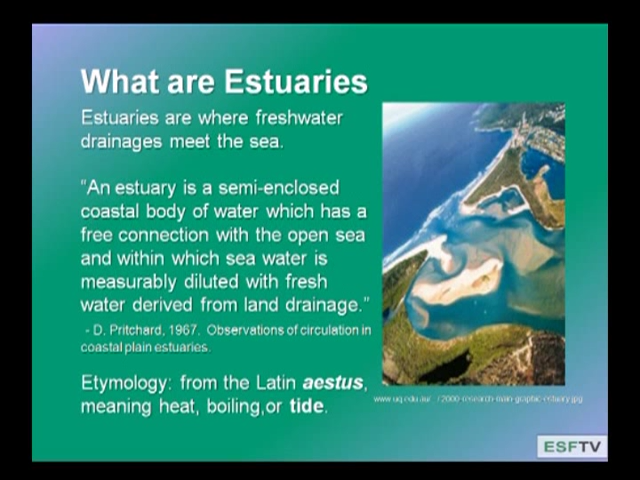 What are Estuaries
Estuaries are where freshwater
drainages meet the sea.
"An estuary is a semi-enclosed
coastal body of water which has a
free connection with the open sea
and within which sea water is
measurably diluted with fresh
water derived from land drainage."
- D. Pritchard, 1967. Observations of circulation in
coastal plain estuaries.
Etymology: from the Latin aestus,
meaning heat, boiling,or tide.
ESFTV